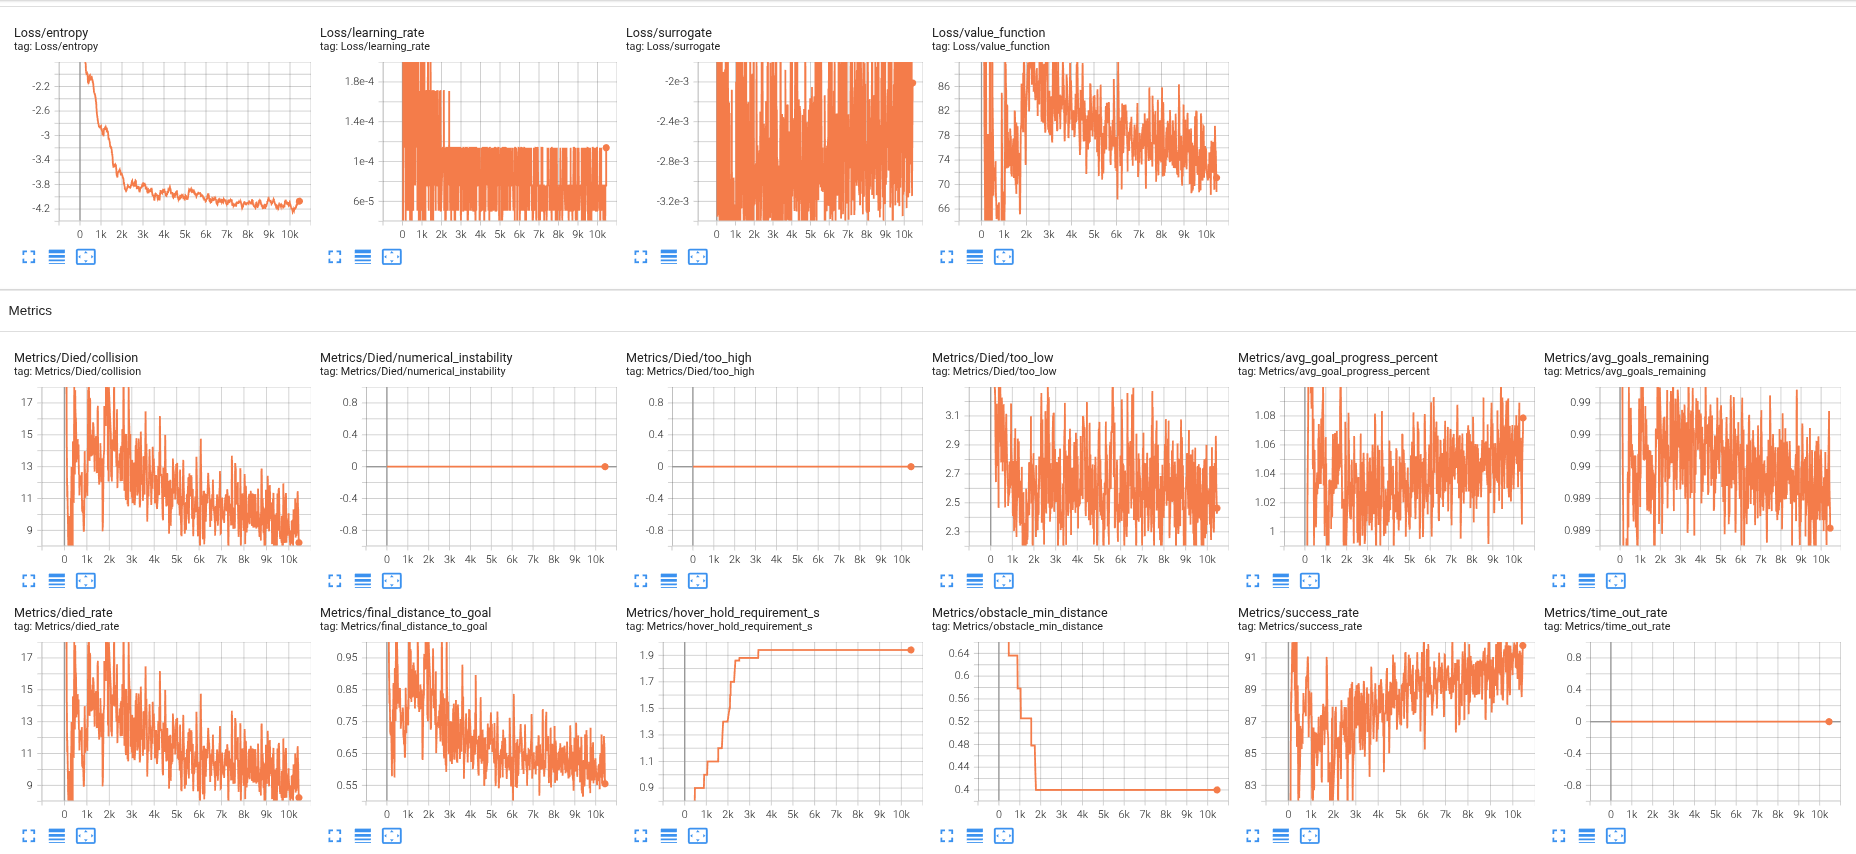 Loss/entropy
tag: Loss/entropy
-2.2
-2.6
-3
-3.4
-3.8
-4.2
0 1k 2k 3k 4k 5k 6k 7k 8k 9k 10k
Loss/learning_rate
tag: Loss/learning_rate
1.8e-4
1.4e-4
1e-4
6e-5
0 1k 2k 3k 4k 5k 6k 7k 8k 9k 10k
Loss/surrogate
tag: Loss/surrogate
-2e-3
-2.4e-3
-2.8e-3
-3.2e-3
0 1k 2k 3k 4k 5k 6k 7k 8k 9k 10k
Loss/value_function
tag: Loss/value_function
86
82
78
74
70
66
0 1k 2k 3k 4k 5k 6k 7k 8k 9k 10k
Metrics
Metrics/Died/collision
tag: Metrics/Died/collision
17
15
13
11
9
0 1k 2k 3k 4k 5k 6k 7k 8k 9k 10k
Metrics/Died/numerical_instability
tag: Metrics/Died/numerical_instability
0.8
0.4
0
-0.4
-0.8
0 1k 2k 3k 4k 5k 6k 7k 8k 9k 10k
Metrics/Died/too_high
tag: Metrics/Died/too_high
0.8
0.4
0
-0.4
-0.8
0 1k 2k 3k 4k 5k 6k 7k 8k 9k 10k
Metrics/Died/too_low
tag: Metrics/Died/too_low
3.1
2.9
2.7
2.5
2.3
0 1k 2k 3k 4k 5k 6k 7k 8k 9k 10k
Metrics/avg_goal_progress_percent
tag: Metrics/avg_goal_progress_percent
1.08
1.06
1.04
1.02
1
0 1k 2k 3k 4k 5k 6k 7k 8k 9k 10k
Metrics/avg_goals_remaining
tag: Metrics/avg_goals_remaining
0.99
0.99
0.99
0.989
0.989
0 1k 2k 3k 4k 5k 6k 7k 8k 9k 10k
Metrics/died_rate
tag: Metrics/died_rate
17
15
13
11
9
0 1k 2k 3k 4k 5k 6k 7k 8k 9k 10k
Metrics/final_distance_to_goal
tag: Metrics/final_distance_to_goal
0.95
0.85
0.75
0.65
0.55
0 1k 2k 3k 4k 5k 6k 7k 8k 9k 10k
Metrics/hover_hold_requirement_s
tag: Metrics/hover_hold_requirement_s
1.9
1.7
1.5
1.3
1.1
0.9
0 1k 2k 3k 4k 5k 6k 7k 8k 9k 10k
Metrics/obstacle_min_distance
tag: Metrics/obstacle_min_distance
0.64
0.6
0.56
0.52
0.48
0.44
0.4
0 1k 2k 3k 4k 5k 6k 7k 8k 9k 10k
Metrics/success_rate
tag: Metrics/success_rate
91
89
87
85
83
0 1k 2k 3k 4k 5k 6k 7k 8k 9k 10k
Metrics/time_out_rate
tag: Metrics/time_out_rate
0.8
0.4
0
-0.4
-0.8
0 1k 2k 3k 4k 5k 6k 7k 8k 9k 10k